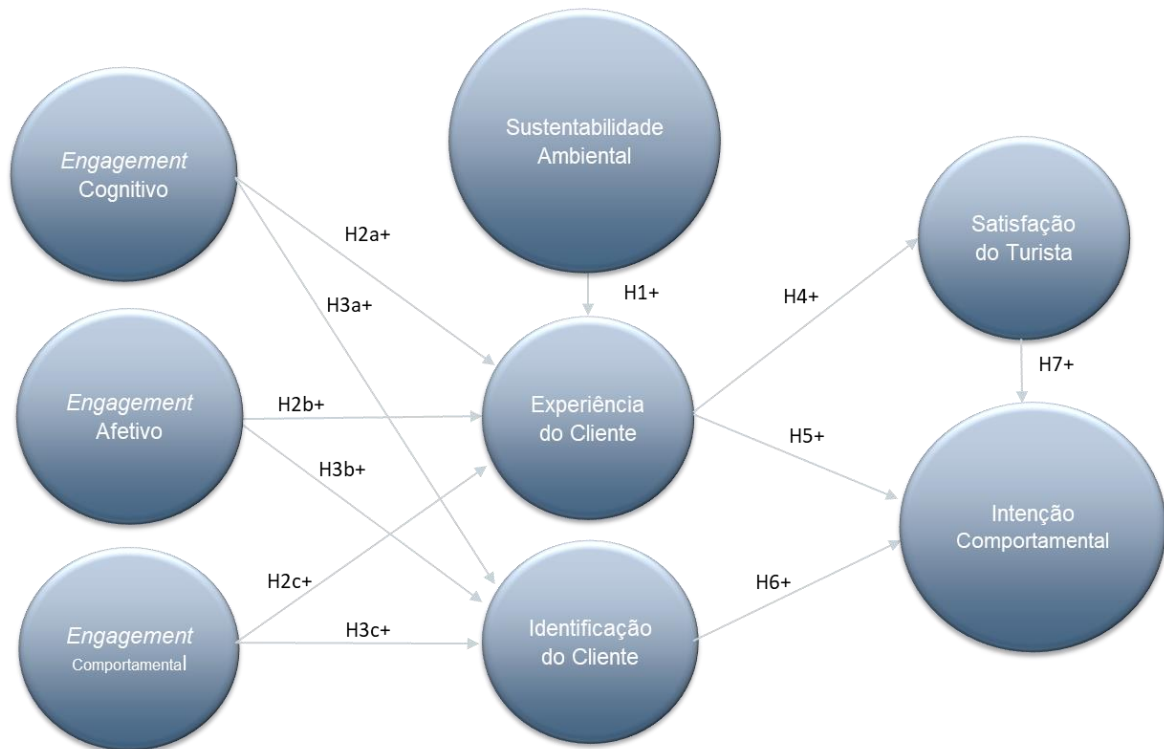 Sustentabilidade
Ambiental
Engagement
Cognitivo
Satisfação
do Turista
H2a+
H1+
H4+
H3a+
H7+
Engagement
Afetivo
H2b+
Experiência
do Cliente
H5+
H3b+
Intenção
Comportamental
H2c+
H6+
Engagement
Comportamental
H3c+
Identificação
do Cliente